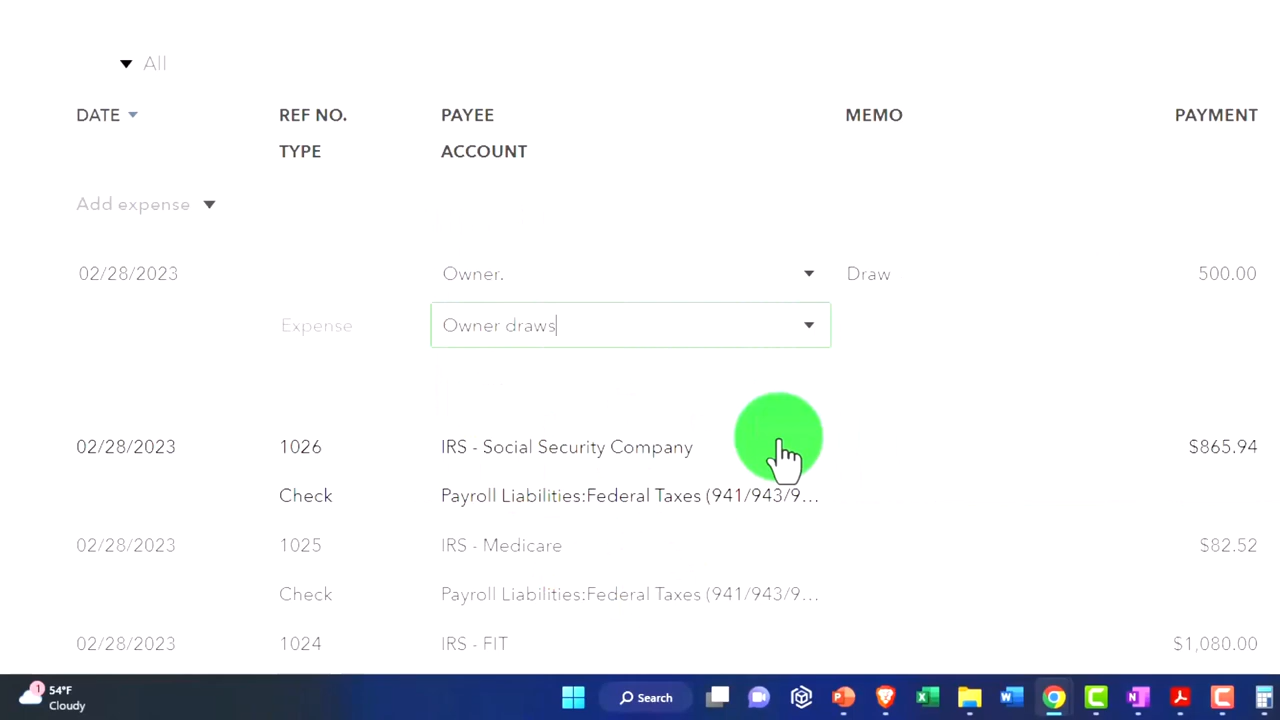 All
DATE REF NO. PAYEE MEMO PAYMENT
TYPE ACCOUNT
Add expense
02/28/2023 Owner. Draw 500.00
Expense Owner draws
02/28/2023 1026 IRS - Social Security Company $865.94
Check Payroll Liabilities:Federal Taxes (941/943/9...
02/28/2023 1025 IRS - Medicare $82.52
Check Payroll Liabilities:Federal Taxes (941/943/9...
02/28/2023 1024 IRS - FIT $1,080.00
1 54°F
Cloudy
Search